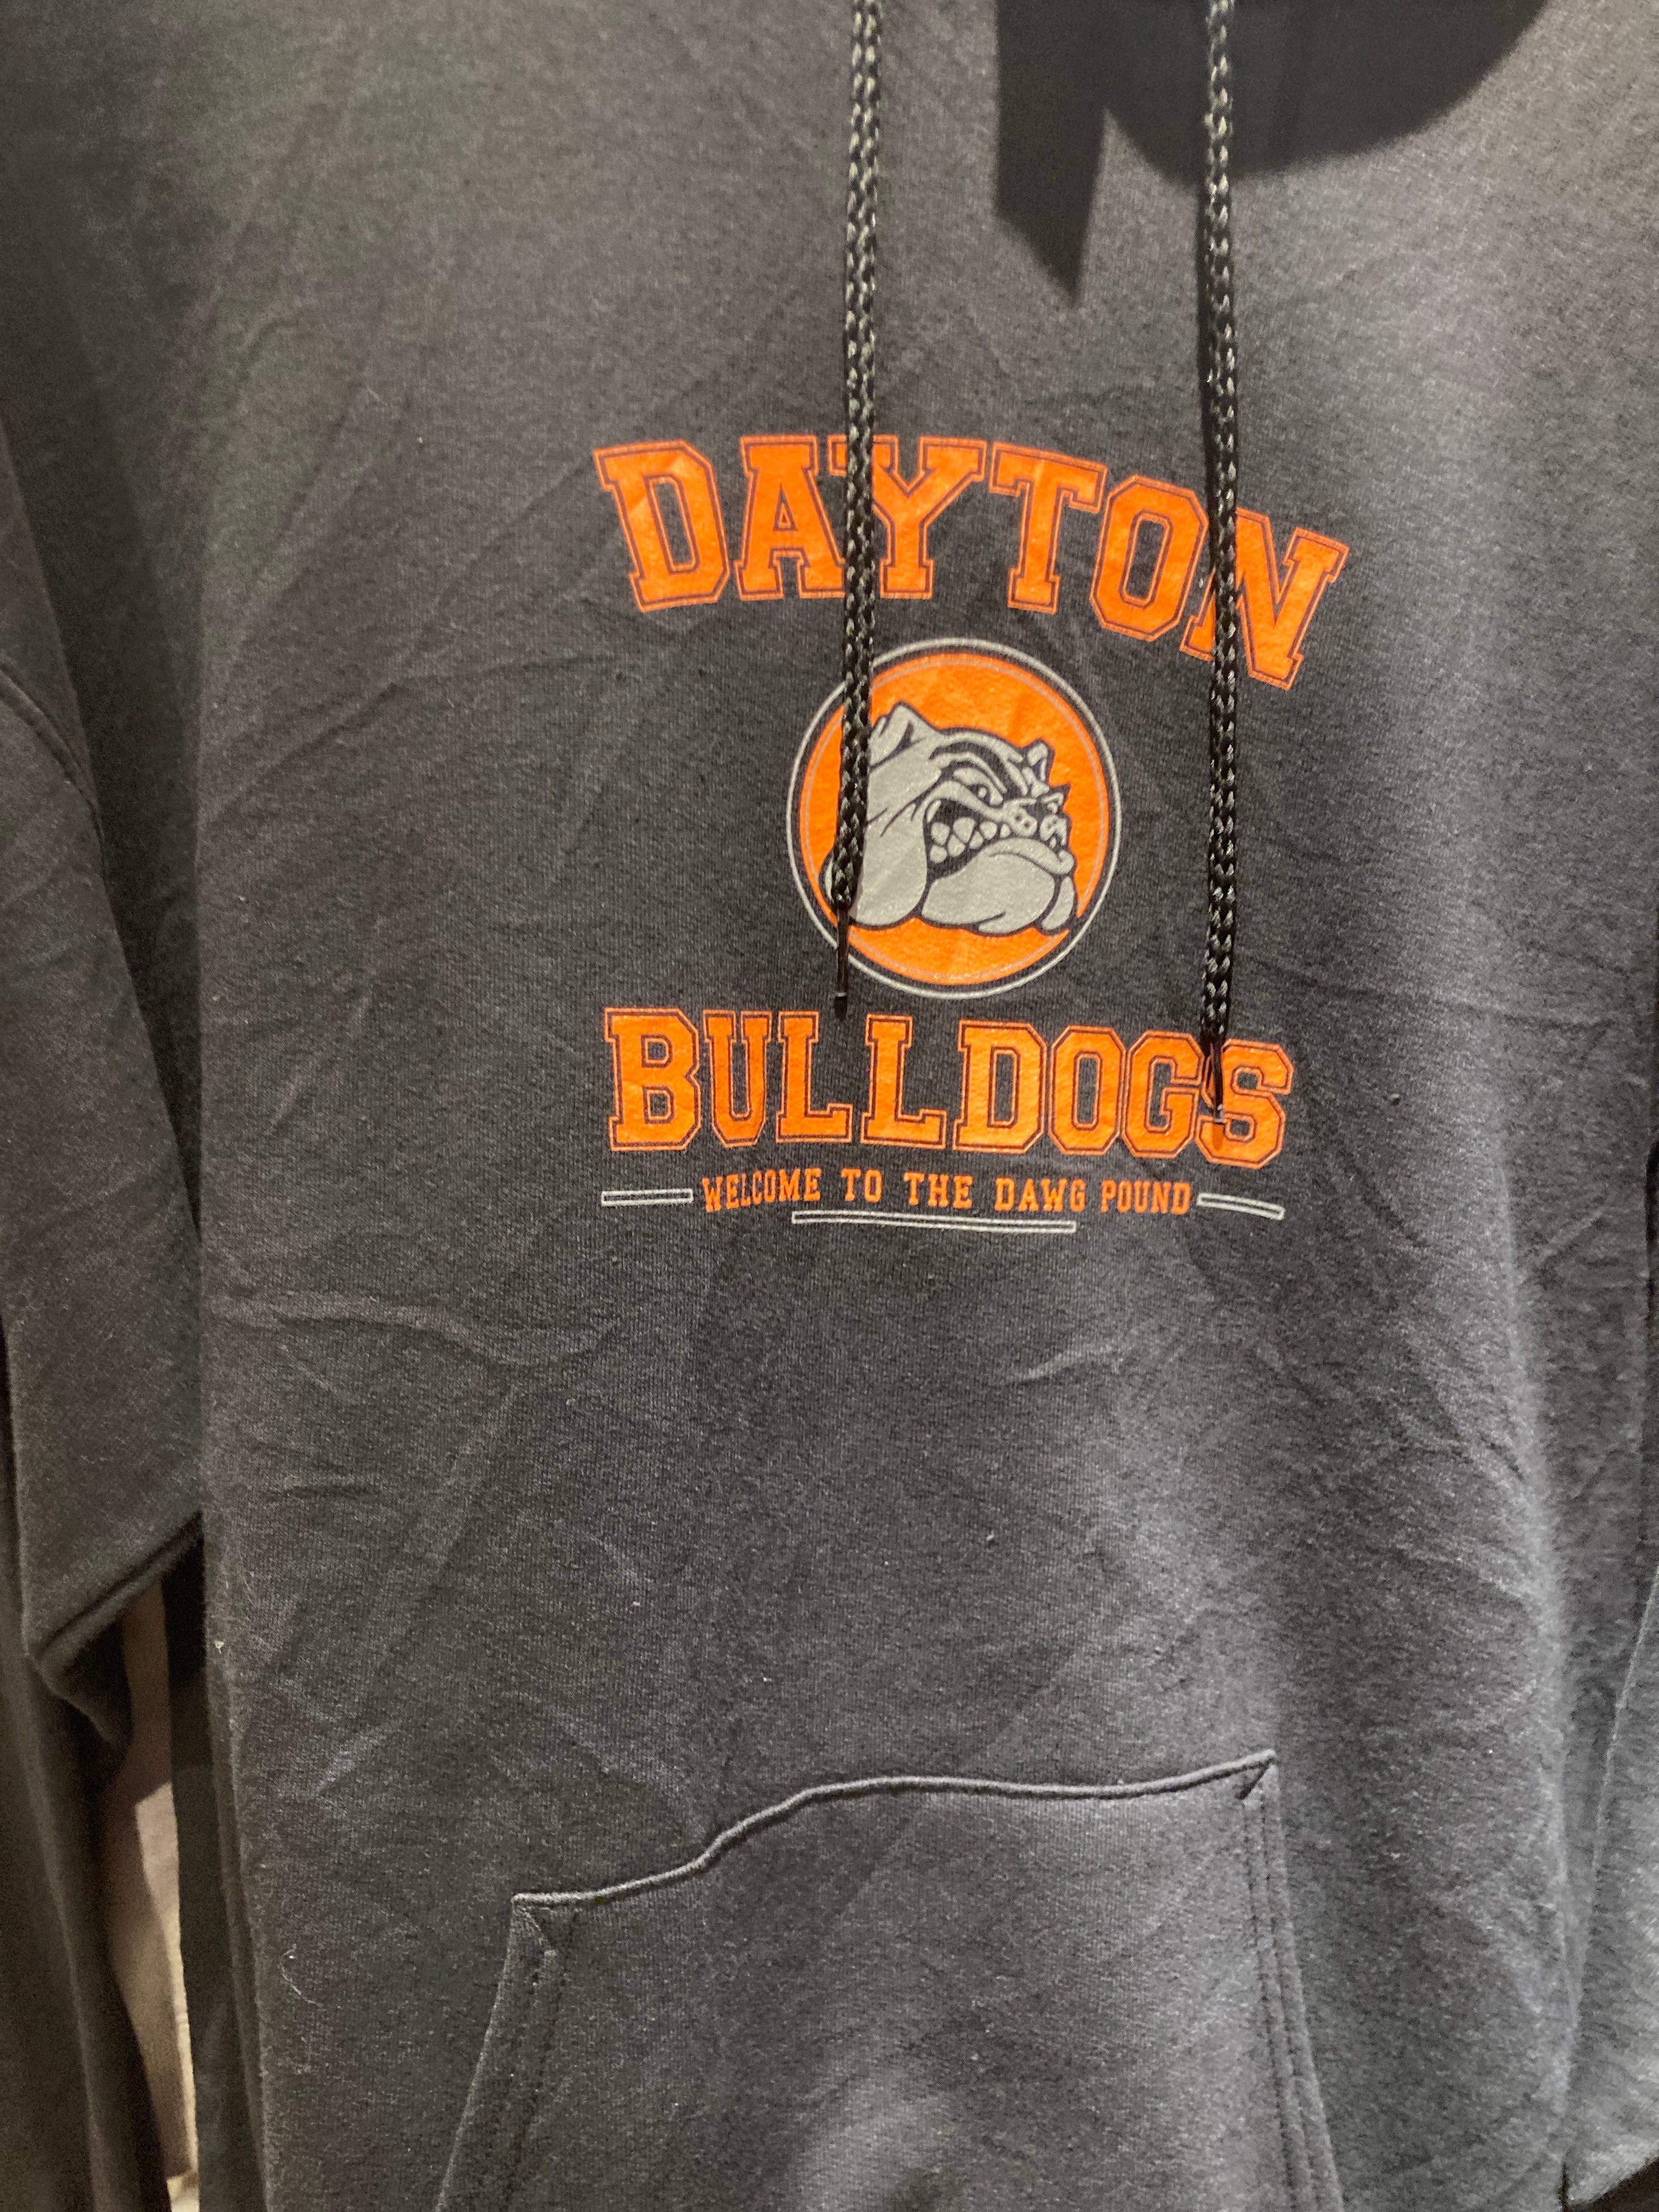 DAYTON
BULLDOGS
WELCOME TO THE DAWG POUND